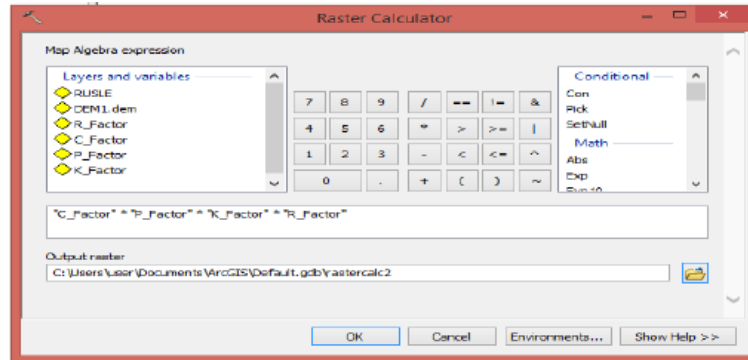 Raster Calculator
Map Algebra expression
Layers and variables
RUSLE
DEM1.dem
R_Factor
C_Factor
P_Factor
K_Factor
7 8 9 / == != &
4 5 6 * > >= |
1 2 3 - < <= ^
0 . + ( ) ~
Conditional
Con
Pick
SetNull
Math
Abs
Exp
Exp10
"C_Factor" * "P_Factor" * "K_Factor" * "R_Factor"
Output raster
C:\Users\user\Documents\ArcGIS\Default.gdb\rastercalc2
OK Cancel Environments... Show Help >>